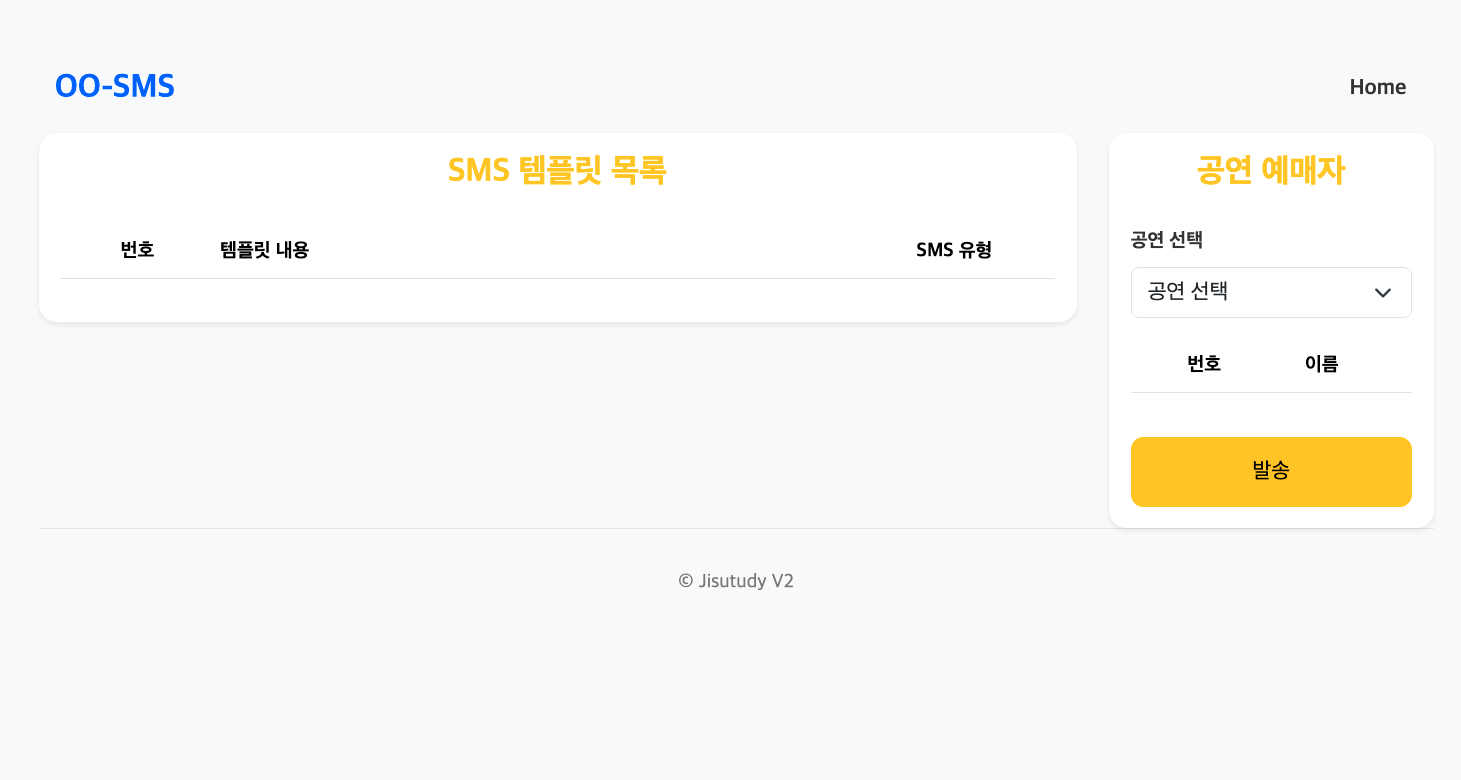 OO-SMS
Home
SMS 템플릿 목록
번호 템플릿 내용 SMS 유형
공연 예매자
공연 선택
공연 선택
번호 이름
발송
© Jisutudy V2